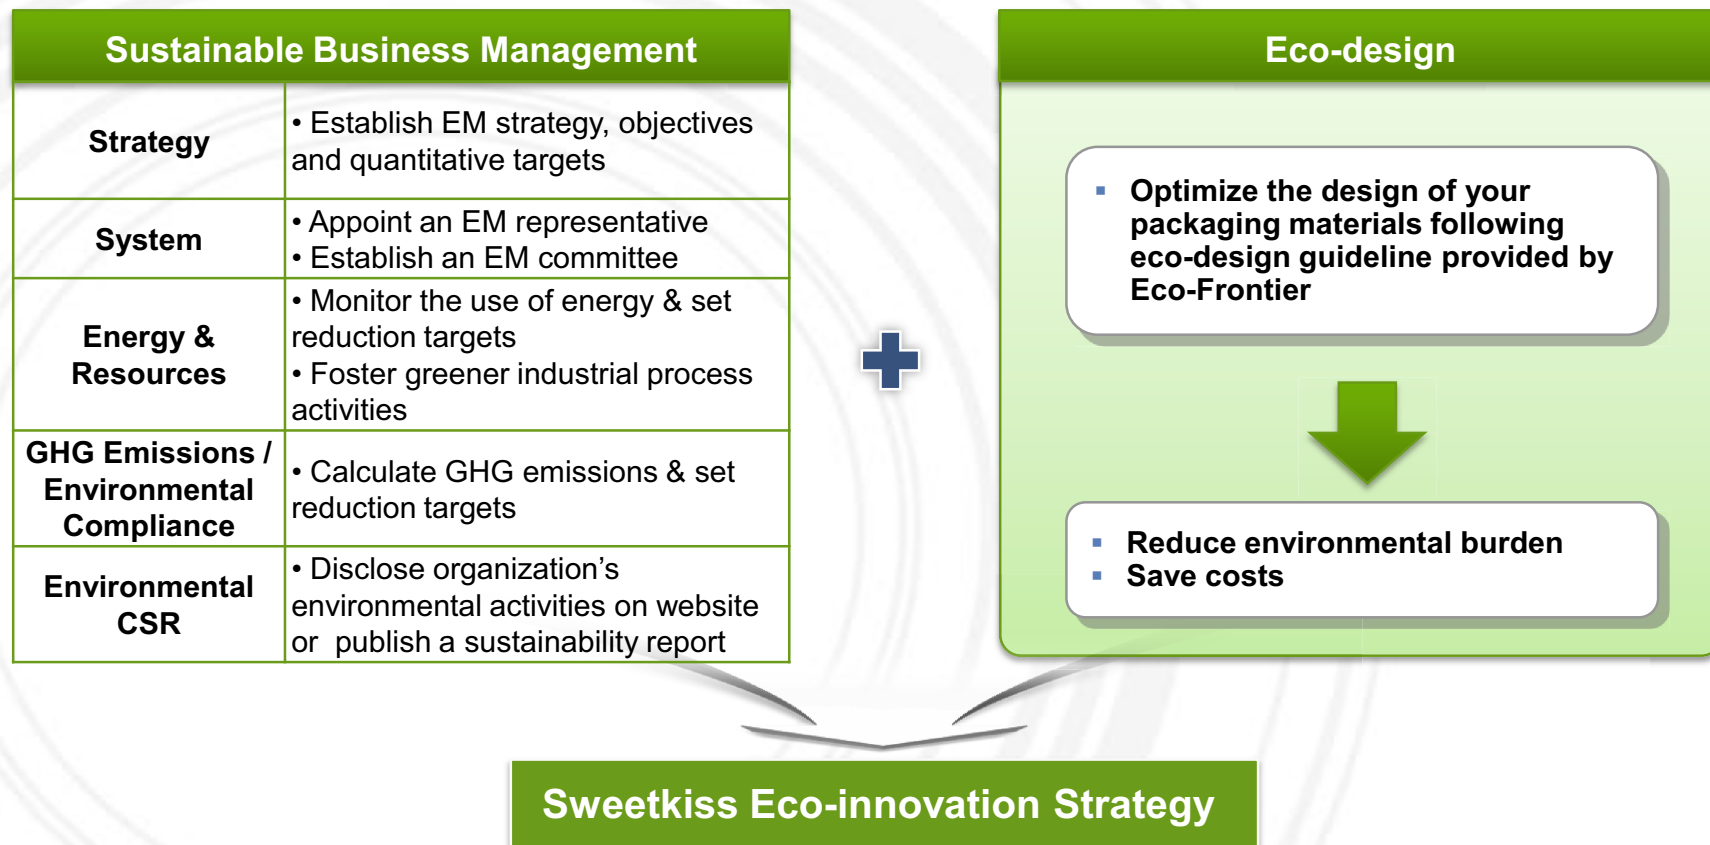 Sustainable Business Management
Strategy
• Establish EM strategy, objectives
and quantitative targets
System
• Appoint an EM representative
• Establish an EM committee
Energy &
Resources
• Monitor the use of energy & set
reduction targets
• Foster greener industrial process
activities
GHG Emissions /
Environmental
Compliance
• Calculate GHG emissions & set
reduction targets
Environmental
CSR
• Disclose organization’s
environmental activities on website
or  publish a sustainability report
Eco-design
▪ Optimize the design of your
packaging materials following
eco-design guideline provided by
Eco-Frontier
▪ Reduce environmental burden
▪ Save costs
Sweetkiss Eco-innovation Strategy